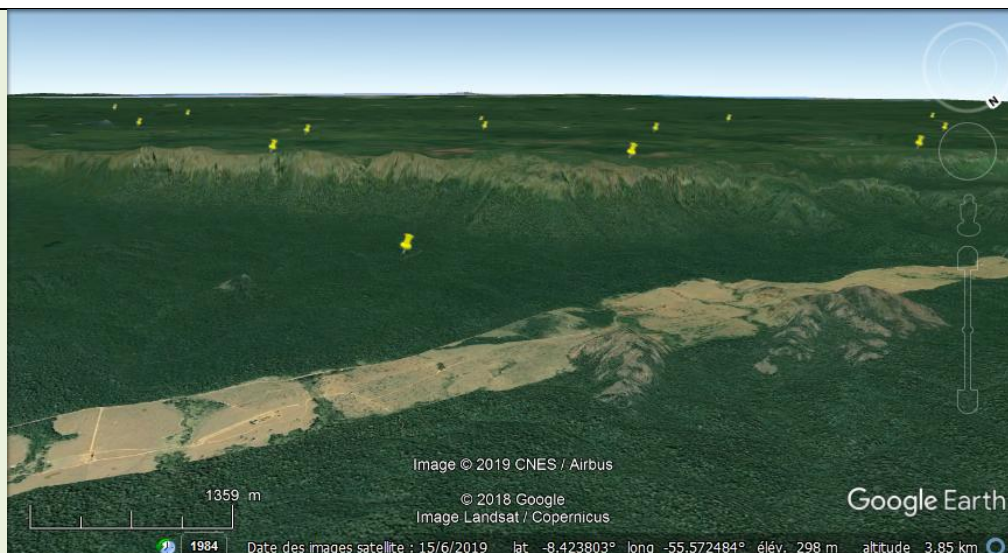 N
Image © 2019 CNES / Airbus
1359 m
© 2018 Google
Image Landsat / Copernicus
Google Earth
1984 Date des images satellite : 15/6/2019 lat -8.423803° long -55.572484° élév. 298 m altitude 3.85 km